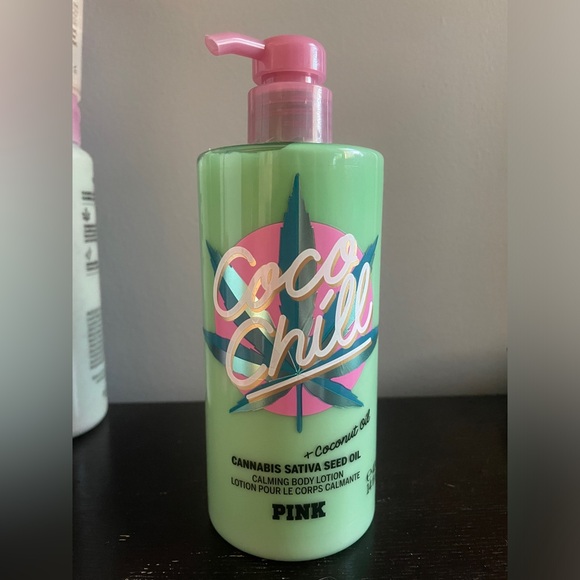 Coco
Chill
+ Coconut Oil
CANNABIS SATIVA SEED OIL
CALMING BODY LOTION
LOTION POUR LE CORPS CALMANTE
PINK